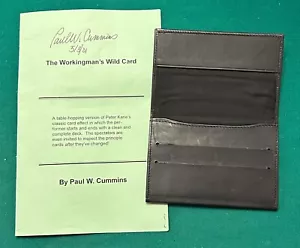 Paul W. Cummins
The Workingman's Wild Card
A table-hopping version of Peter Kane's
classic card effect in which the per-
former starts and ends with a clean and
complete deck. The spectators are
even invited to inspect the principle
cards after they've changed!
By Paul W. Cummins